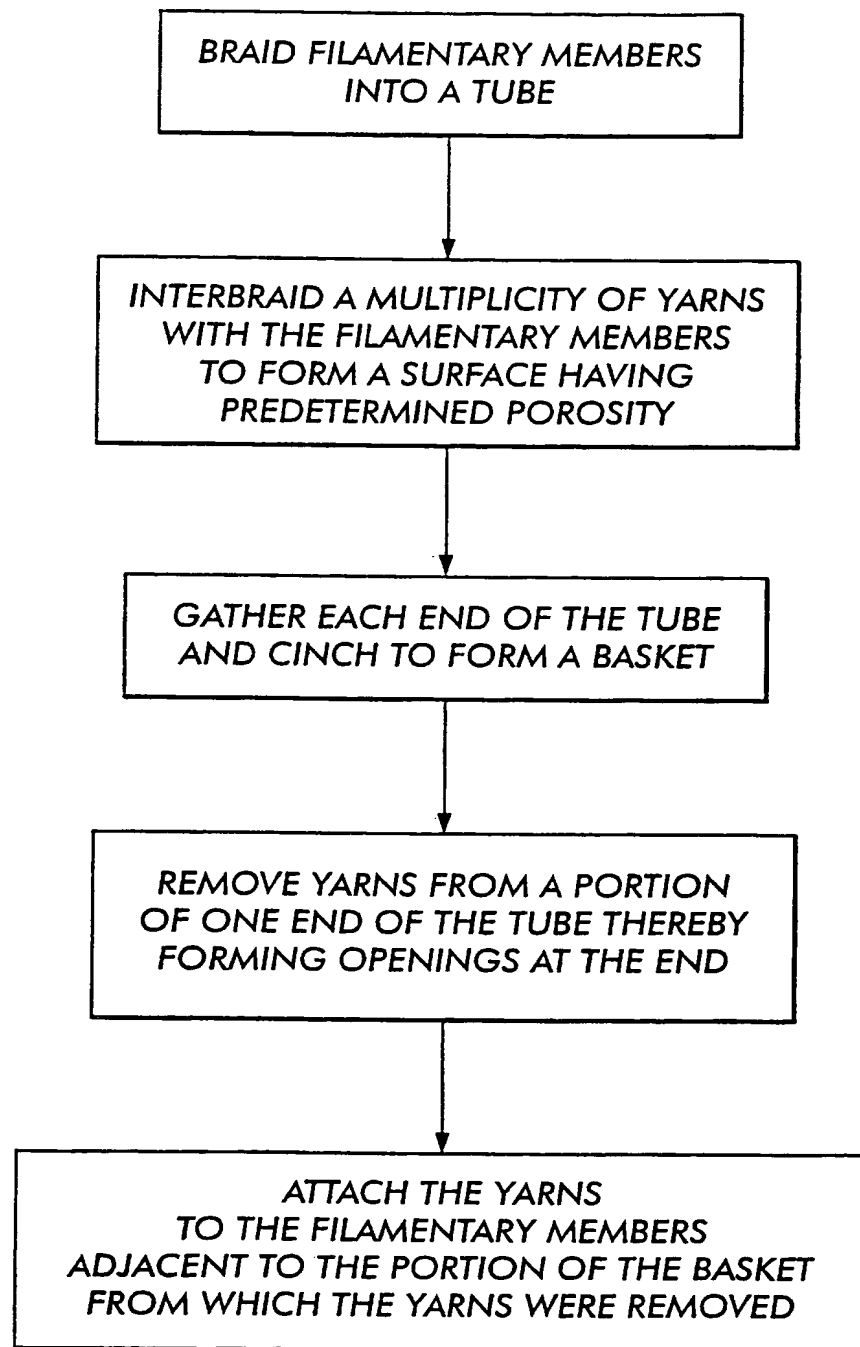 BRAID FILAMENTARY MEMBERS
INTO A TUBE
INTERBRAID A MULTIPLICITY OF YARNS
WITH THE FILAMENTARY MEMBERS
TO FORM A SURFACE HAVING
PREDETERMINED POROSITY
GATHER EACH END OF THE TUBE
AND CINCH TO FORM A BASKET
REMOVE YARNS FROM A PORTION
OF ONE END OF THE TUBE THEREBY
FORMING OPENINGS AT THE END
ATTACH THE YARNS
TO THE FILAMENTARY MEMBERS
ADJACENT TO THE PORTION OF THE BASKET
FROM WHICH THE YARNS WERE REMOVED